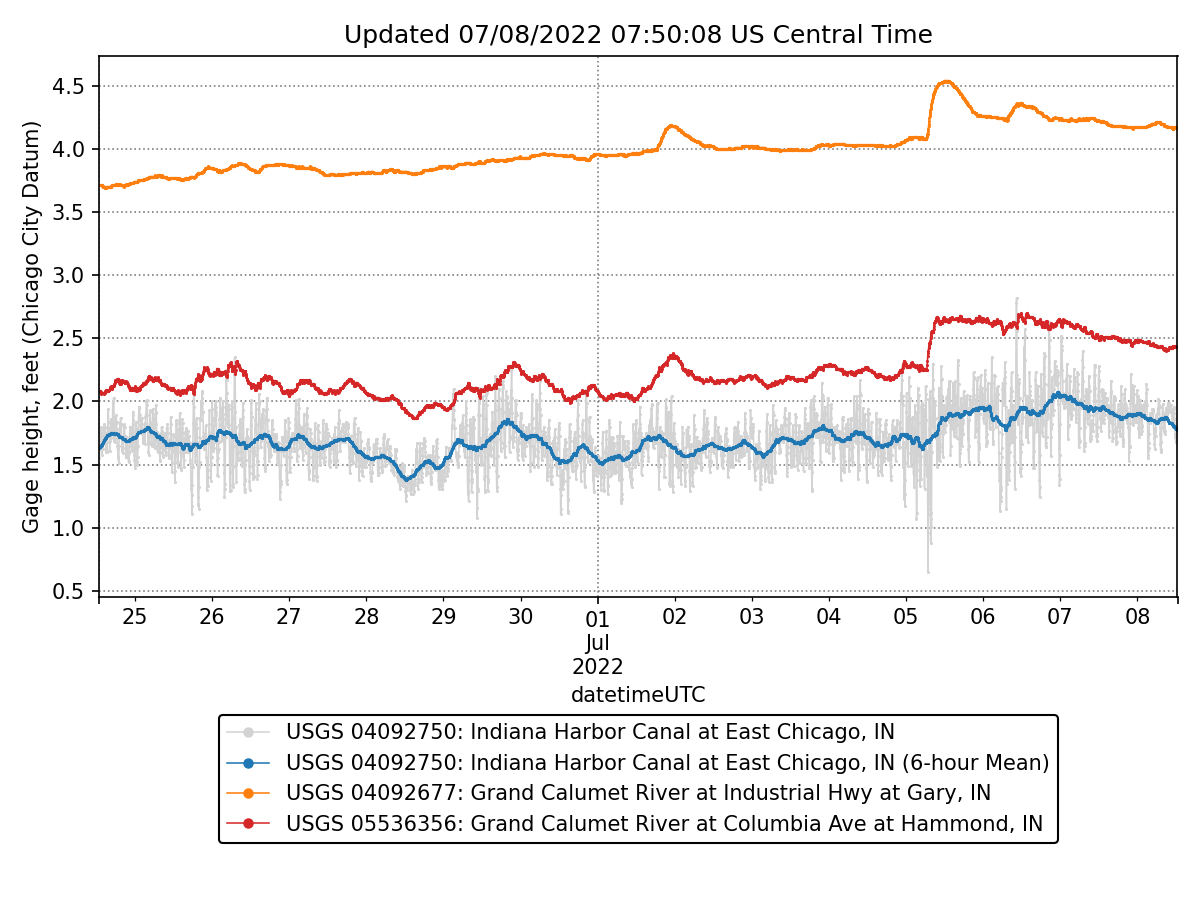 Updated 07/08/2022 07:50:08 US Central Time
Gage height, feet (Chicago City Datum)
4.5
4.0
3.5
3.0
2.5
2.0
1.5
1.0
0.5
25 26 27 28 29 30 01 02 03 04 05 06 07 08
Jul
2022
datetimeUTC
USGS 04092750: Indiana Harbor Canal at East Chicago, IN
USGS 04092750: Indiana Harbor Canal at East Chicago, IN (6-hour Mean)
USGS 04092677: Grand Calumet River at Industrial Hwy at Gary, IN
USGS 05536356: Grand Calumet River at Columbia Ave at Hammond, IN